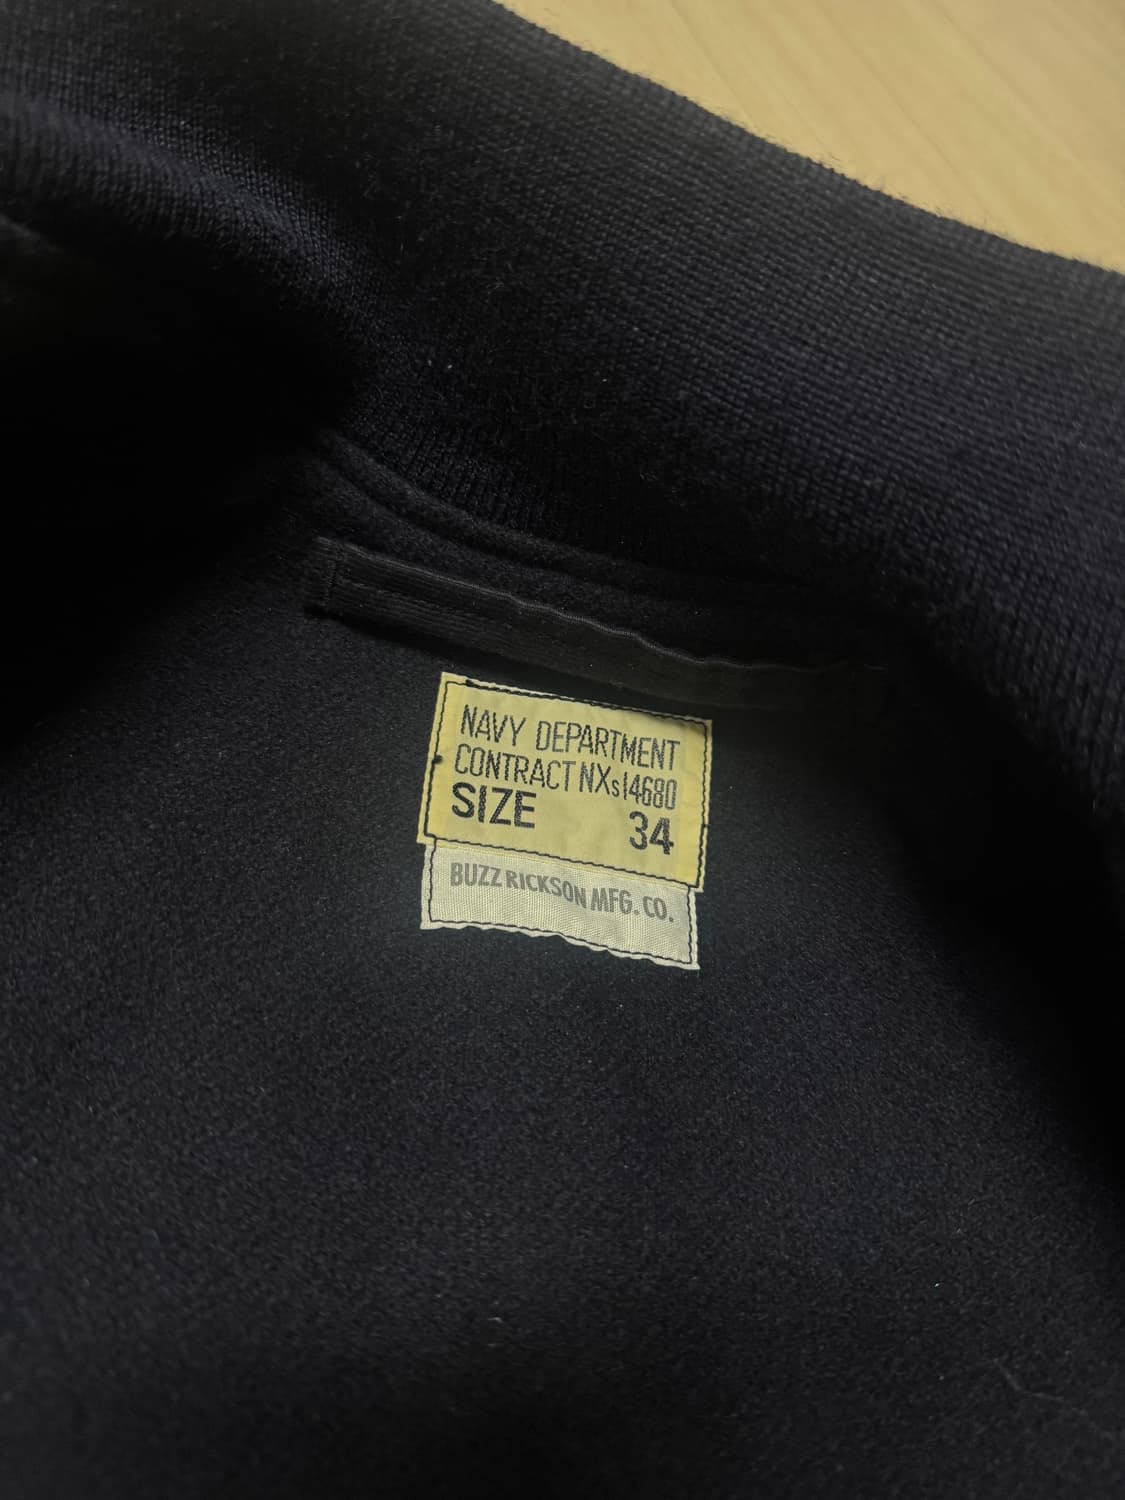 NAVY DEPARTMENT
CONTRACT NXs14680
SIZE 34
BUZZ RICKSON MFG. CO.